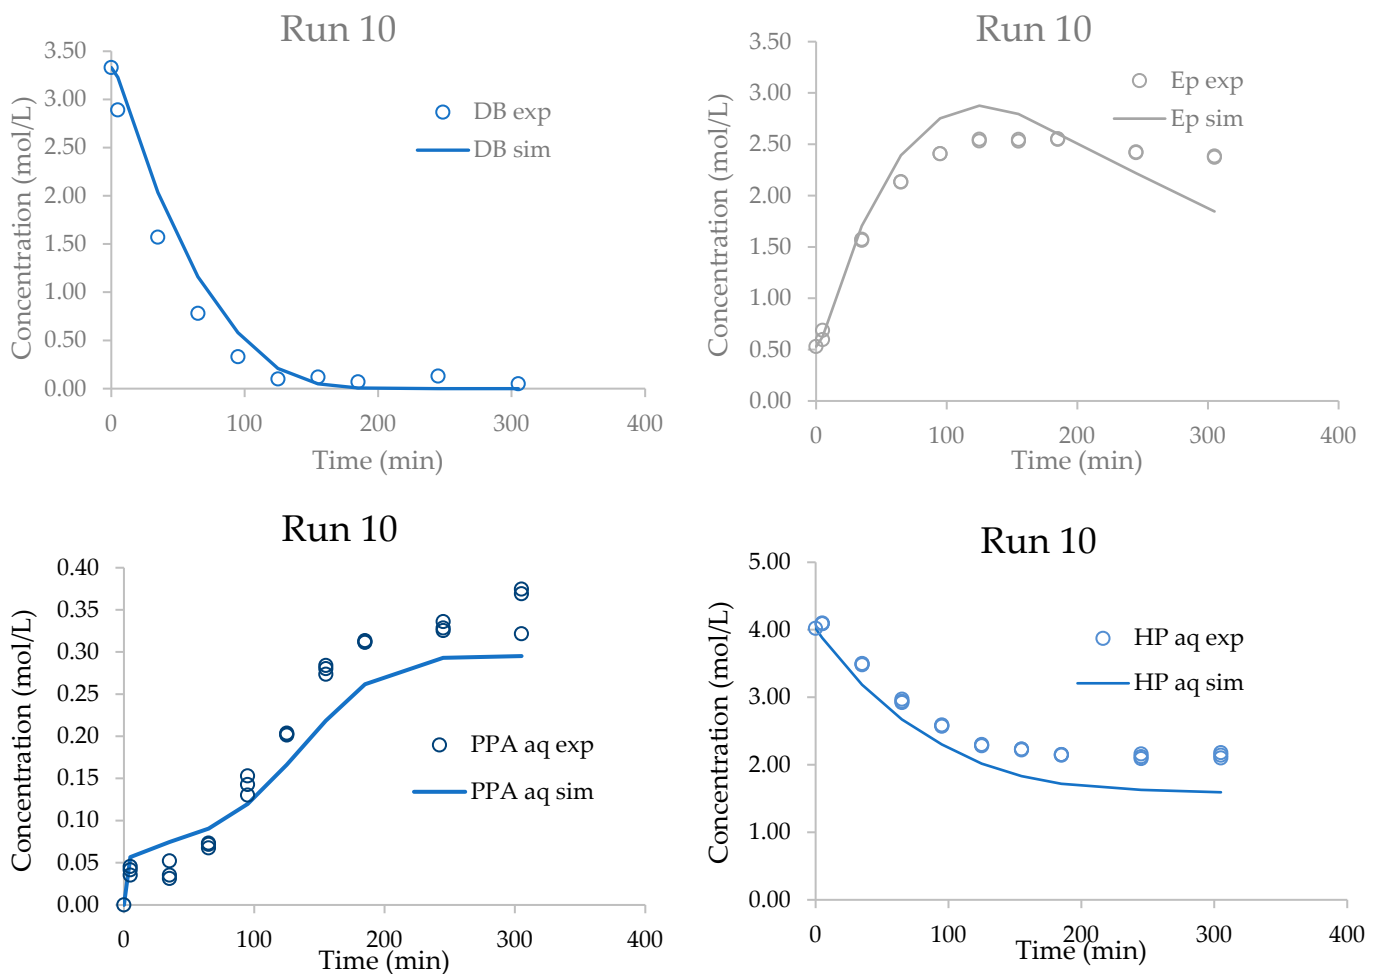 Run 10
3.50
3.00
2.50
2.00
1.50
1.00
0.50
0.00
Concentration (mol/L)
DB exp
DB sim
0 100 200 300 400
Time (min)
Run 10
3.50
3.00
2.50
2.00
1.50
1.00
0.50
0.00
Concentration (mol/L)
Ep exp
Ep sim
0 100 200 300 400
Time (min)
Run 10
0.40
0.35
0.30
0.25
0.20
0.15
0.10
0.05
0.00
Concentration (mol/L)
PPA aq exp
PPA aq sim
0 100 200 300 400
Time (min)
Run 10
5.00
4.00
3.00
2.00
1.00
0.00
Concentration (mol/L)
HP aq exp
HP aq sim
0 100 200 300 400
Time (min)